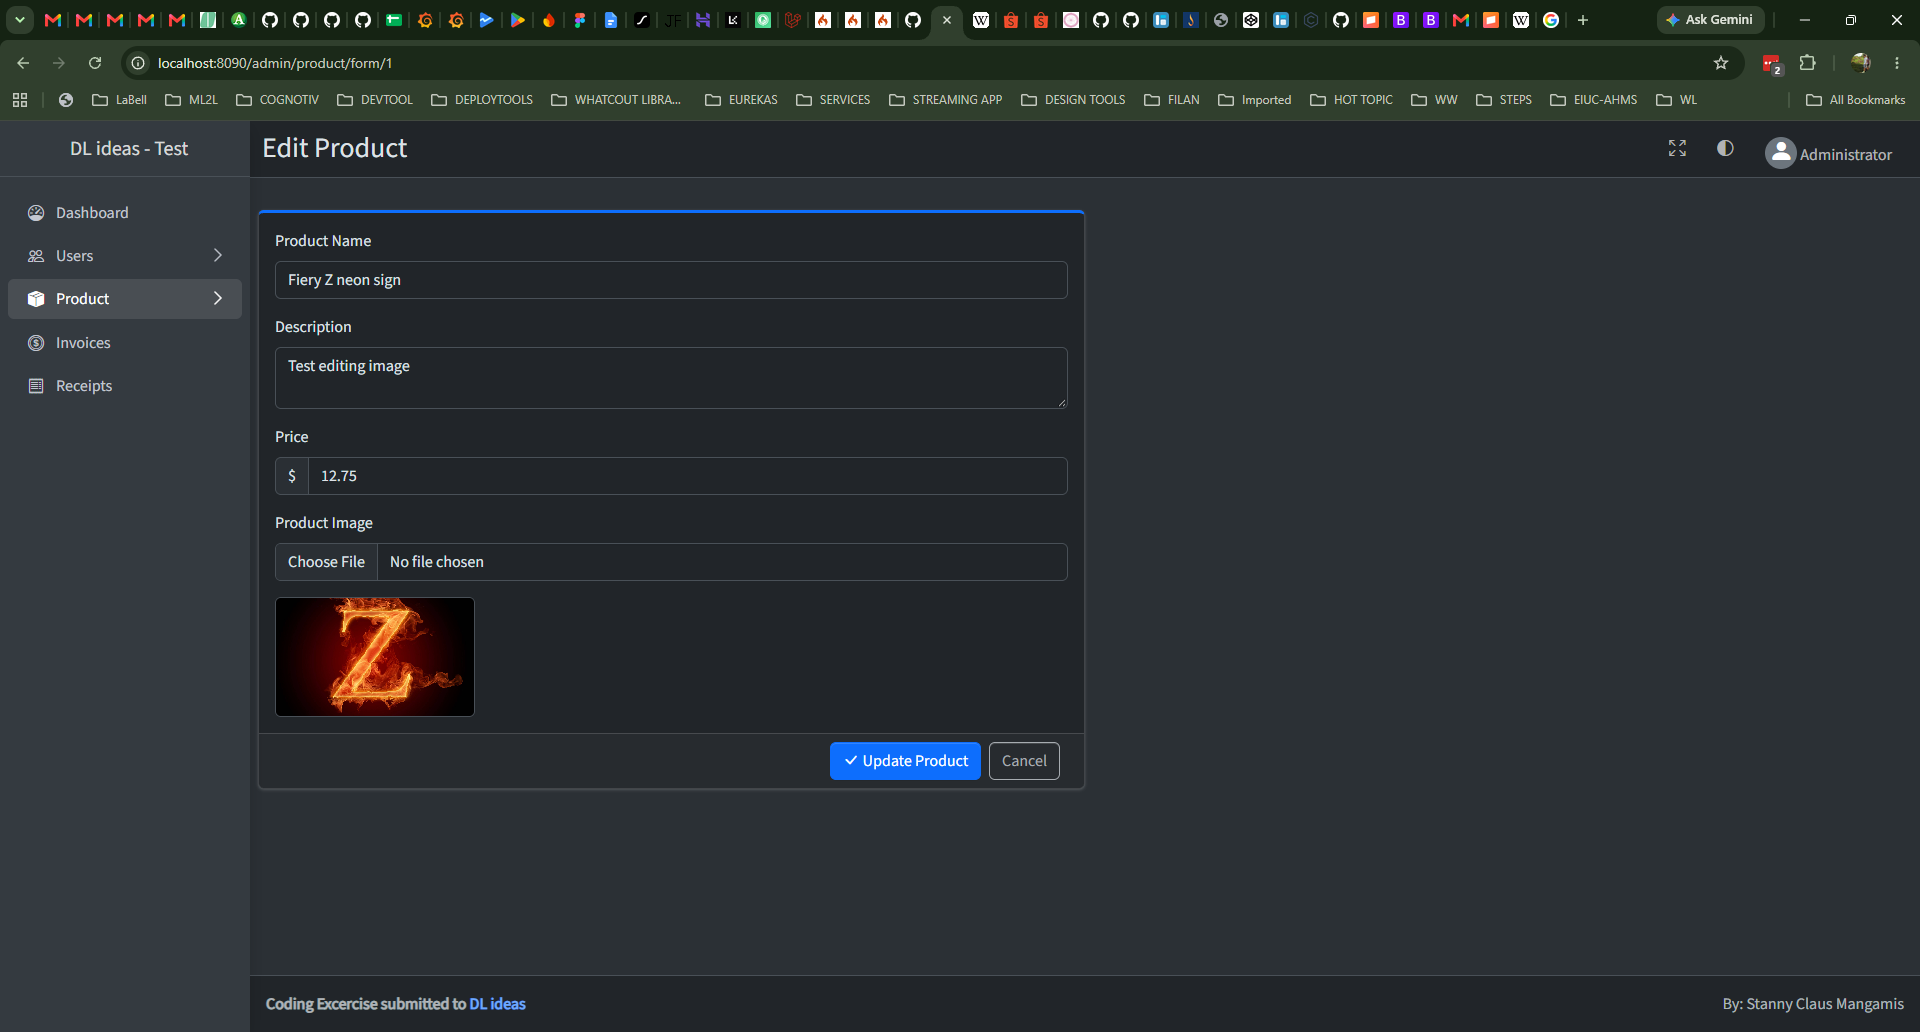 Ask Gemini
localhost:8090/admin/product/form/1
2
LaBell
ML2L
COGNOTIV
DEVTOOL
DEPLOYTOOLS
WHATCOUT LIBRA...
EUREKAS
SERVICES
STREAMING APP
DESIGN TOOLS
FILAN
Imported
HOT TOPIC
WW
STEPS
EIUC-AHMS
WL
All Bookmarks
DL ideas - Test
Edit Product
Administrator
Dashboard
Users
Product
Invoices
Receipts
Product Name
Fiery Z neon sign
Description
Test editing image
Price
$ 12.75
Product Image
Choose File No file chosen
Z
Update Product
Cancel
Coding Excercise submitted to DL ideas
By: Stanny Claus Mangamis